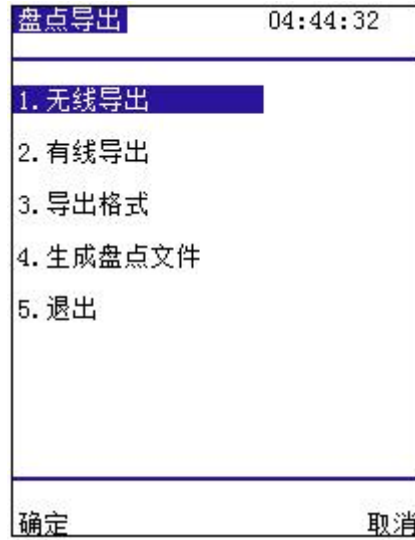 盘点导出 04:44:32
1.无线导出
2.有线导出
3.导出格式
4.生成盘点文件
5.退出
确定 取消